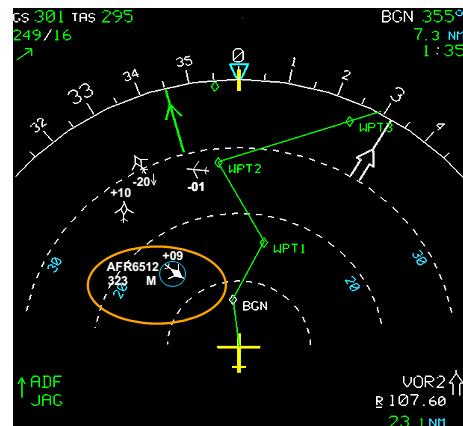 GS 301 TAS 295
249/16
BGN 355°
7.3 NM
1:35
32
33
34
35
0
1
2
3
4
WPT3
WPT2
-20↓
-01
+10
WPT1
30
30
+09
AFR6512
323 M
20
20
BGN
ADF
JAG
VOR2
R 107.60
23.1NM